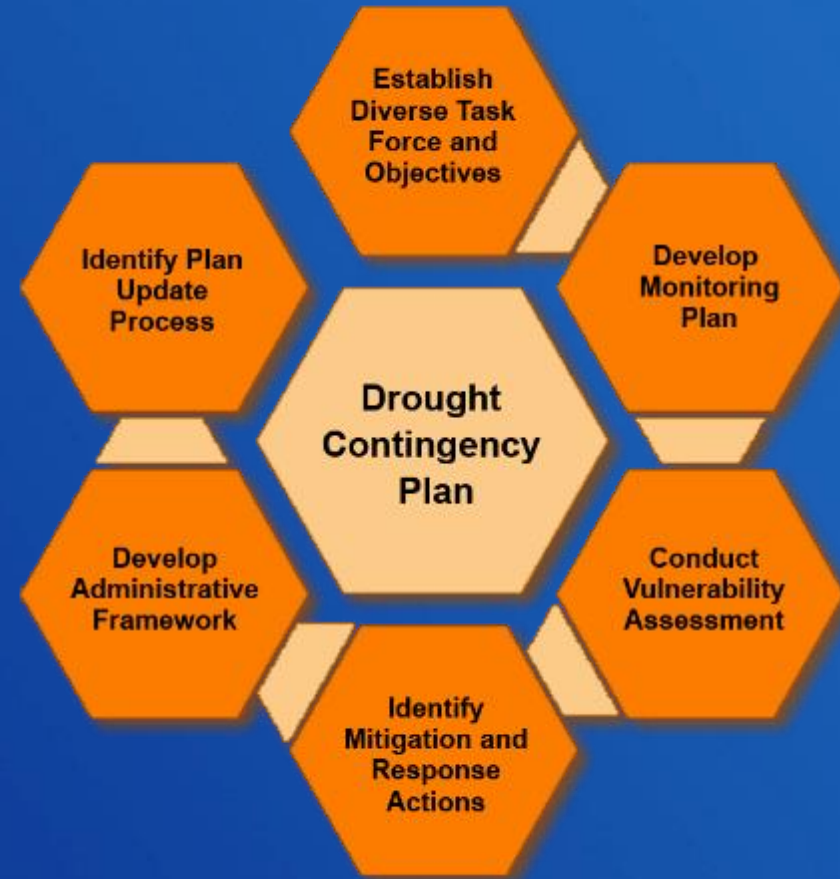 Establish
Diverse Task
Force and
Objectives
Develop
Monitoring
Plan
Conduct
Vulnerability
Assessment
Identify
Mitigation and
Response
Actions
Develop
Administrative
Framework
Identify Plan
Update
Process
Drought
Contingency
Plan